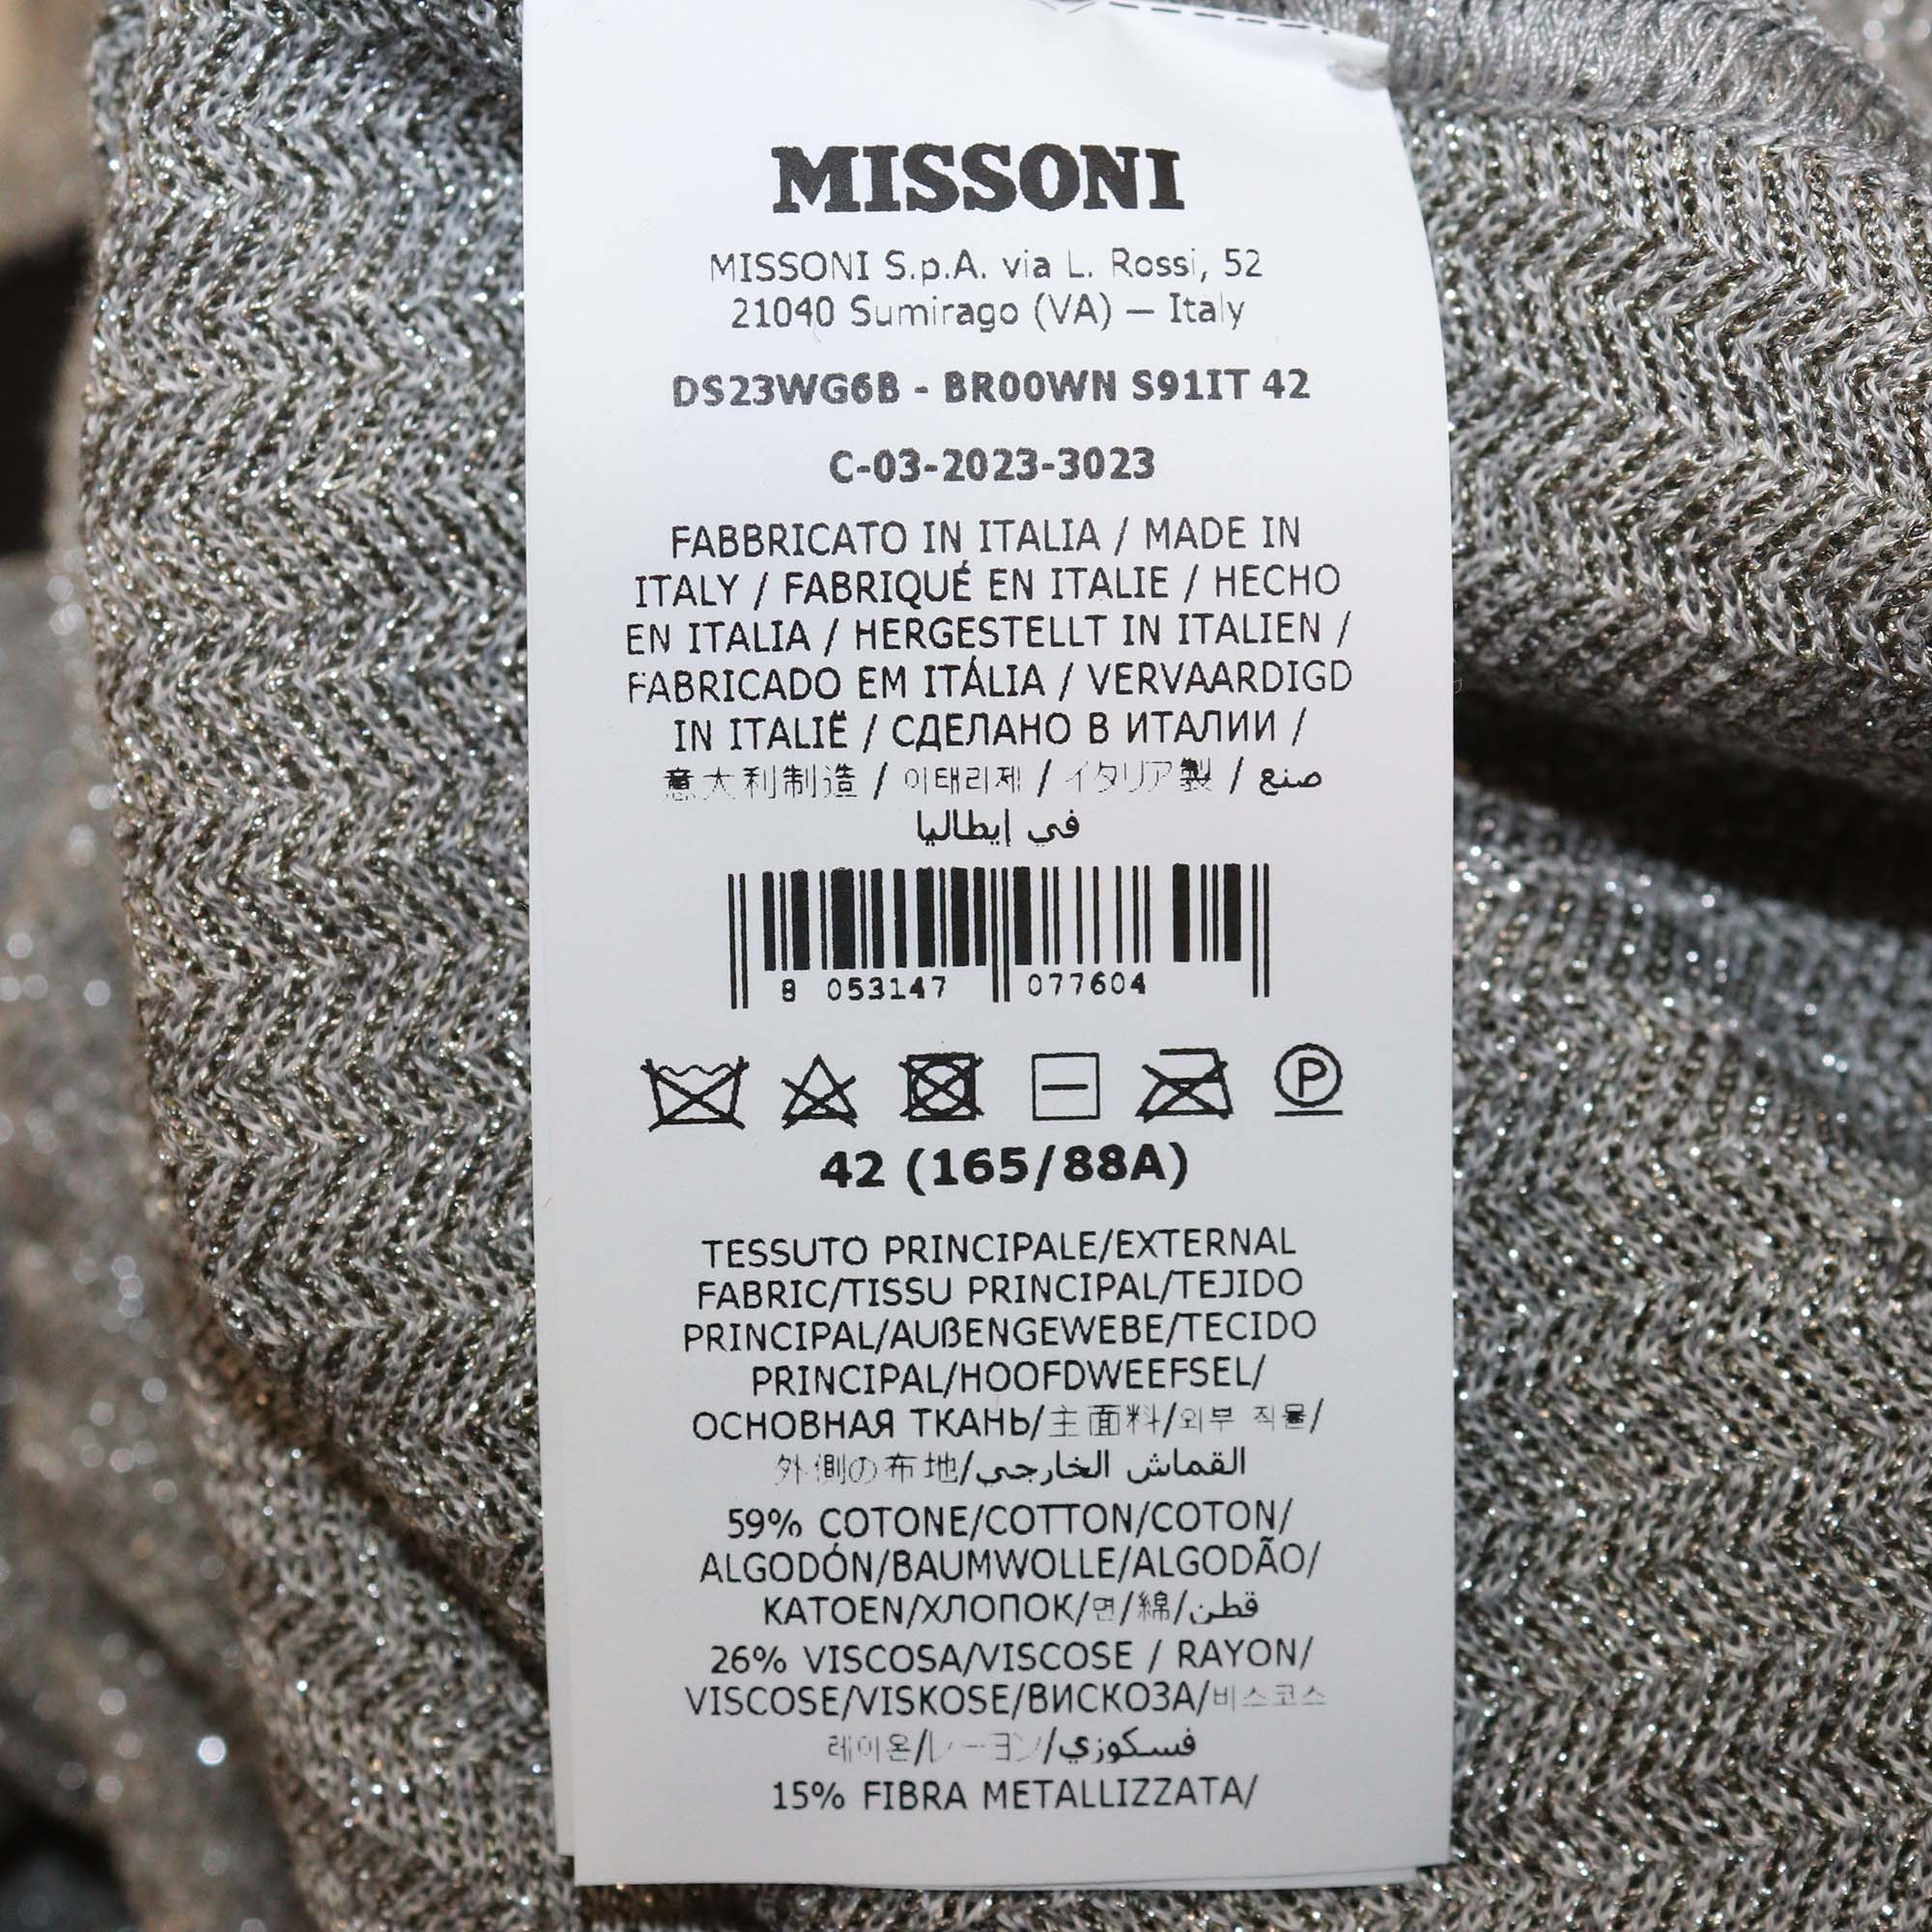 MISSONI
MISSONI S.p.A. via L. Rossi, 52
21040 Sumirago (VA) – Italy
DS23WG6B - BR00WN S91IT 42
C-03-2023-3023
FABBRICATO IN ITALIA / MADE IN
ITALY / FABRIQUÉ EN ITALIE / HECHO
EN ITALIA / HERGESTELLT IN ITALIEN /
FABRICADO EM ITÁLIA / VERVAARDIGD
IN ITALIË / СДЕЛАНО В ИТАЛИИ /
意大利制造 / 이태리제 / イタリア製 / صنع
في إيطاليا
8 053147 077604
P
42 (165/88A)
TESSUTO PRINCIPALE/EXTERNAL
FABRIC/TISSU PRINCIPAL/TEJIDO
PRINCIPAL/AUßENGEWEBE/TECIDO
PRINCIPAL/HOOFDWEEFSEL/
ОСНОВНАЯ ТКАНЬ/主面料/외부 직물/
外側の布地/القماش الخارجي
59% COTONE/COTTON/COTON/
ALGODÓN/BAUMWOLLE/ALGODÃO/
KATOEN/ХЛОПОК/면/綿/قطن
26% VISCOSA/VISCOSE / RAYON/
VISCOSE/VISKOSE/ВИСКОЗА/비스코스
레이온/レーヨン/فسكوزي
15% FIBRA METALLIZZATA/